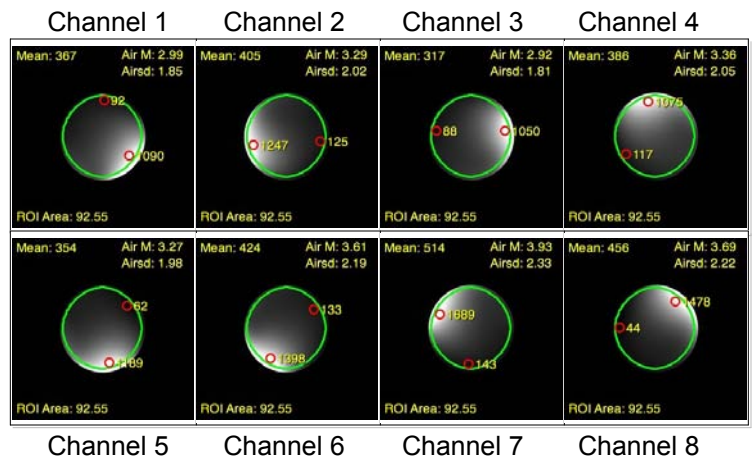 Channel 1 Channel 2 Channel 3 Channel 4
Mean: 367 Air M: 2.99
Airsd: 1.85
92
1090
ROI Area: 92.55
Mean: 405 Air M: 3.29
Airsd: 2.02
1247 125
ROI Area: 92.55
Mean: 317 Air M: 2.92
Airsd: 1.81
88 1050
ROI Area: 92.55
Mean: 386 Air M: 3.36
Airsd: 2.05
1075
117
ROI Area: 92.55
Mean: 354 Air M: 3.27
Airsd: 1.98
62
1189
ROI Area: 92.55
Mean: 424 Air M: 3.61
Airsd: 2.19
133
1398
ROI Area: 92.55
Mean: 514 Air M: 3.93
Airsd: 2.33
1689
143
ROI Area: 92.55
Mean: 456 Air M: 3.69
Airsd: 2.22
1478
44
ROI Area: 92.55
Channel 5 Channel 6 Channel 7 Channel 8